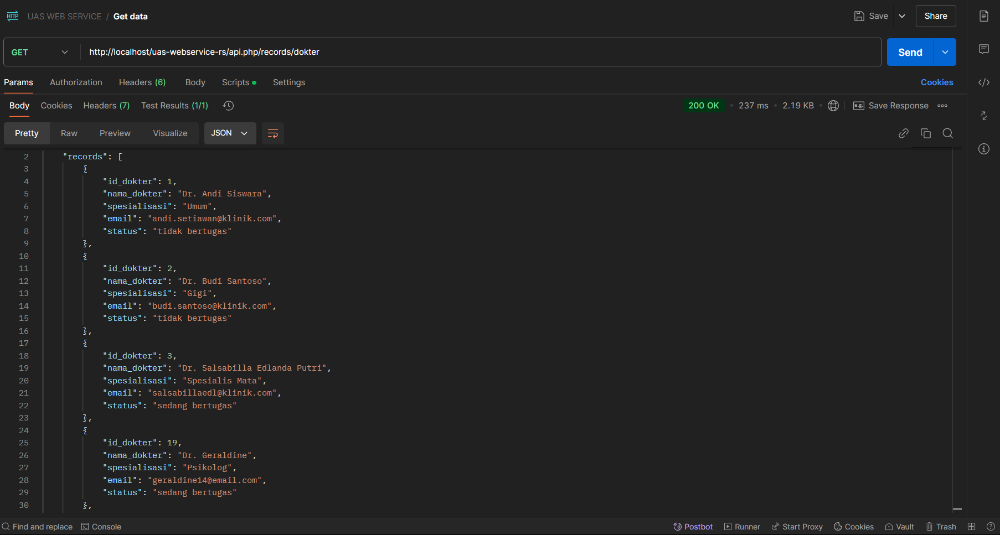 HTTP UAS WEB SERVICE / Get data Save Share
GET http://localhost/uas-webservice-rs/api.php/records/dokter Send
Params Authorization Headers (6) Body Scripts Settings Cookies
Body Cookies Headers (7) Test Results (1/1) 200 OK 237 ms 2.19 KB e.g. Save Response
Pretty Raw Preview Visualize JSON
2 "records": [
3 {
4 "id_dokter": 1,
5 "nama_dokter": "Dr. Andi Siswara",
6 "spesialisasi": "Umum",
7 "email": "andi.setiawan@klinik.com",
8 "status": "tidak bertugas"
9 },
10 {
11 "id_dokter": 2,
12 "nama_dokter": "Dr. Budi Santoso",
13 "spesialisasi": "Gigi",
14 "email": "budi.santoso@klinik.com",
15 "status": "tidak bertugas"
16 },
17 {
18 "id_dokter": 3,
19 "nama_dokter": "Dr. Salsabilla Edlanda Putri",
20 "spesialisasi": "Spesialis Mata",
21 "email": "salsabillaedl@klinik.com",
22 "status": "sedang bertugas"
23 },
24 {
25 "id_dokter": 19,
26 "nama_dokter": "Dr. Geraldine",
27 "spesialisasi": "Psikolog",
28 "email": "geraldine14@email.com",
29 "status": "sedang bertugas"
30 },
Find and replace Console Postbot Runner Start Proxy Cookies Vault Trash